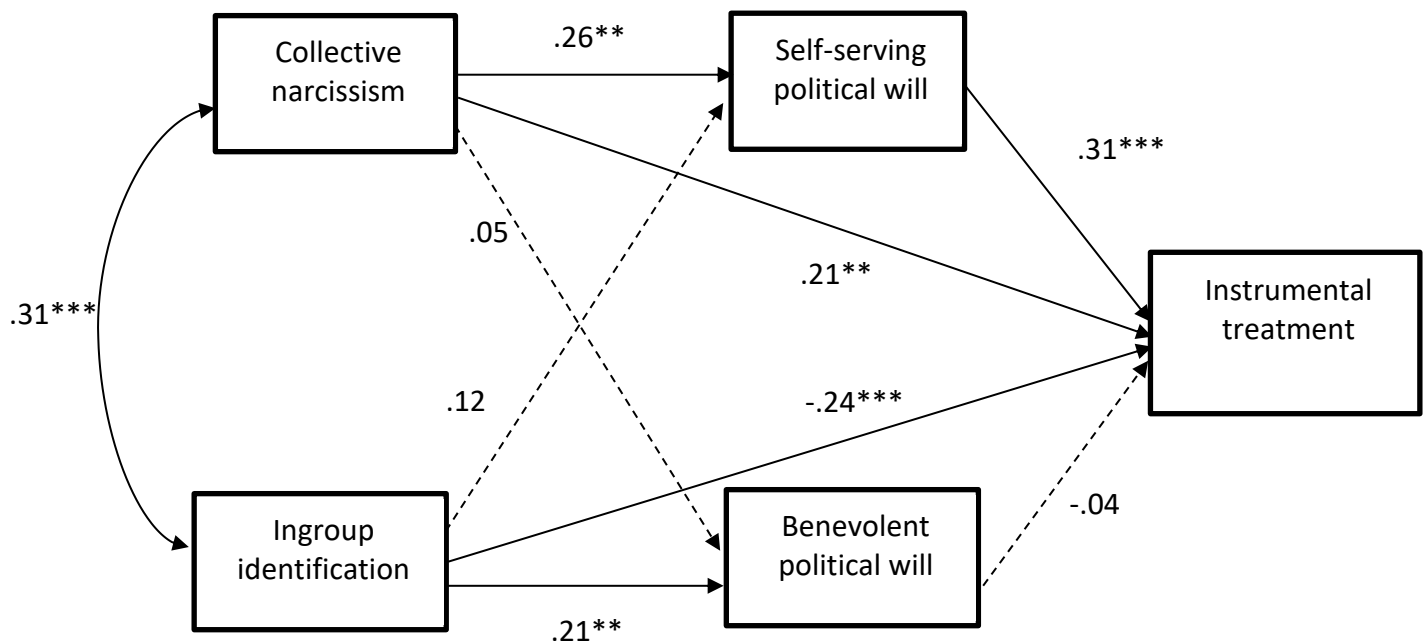 Collective
narcissism
.26**
Self-serving
political will
.31***
.05
.21**
Instrumental
treatment
.31***
.12
-.24***
Ingroup
identification
Benevolent
political will
-.04
.21**